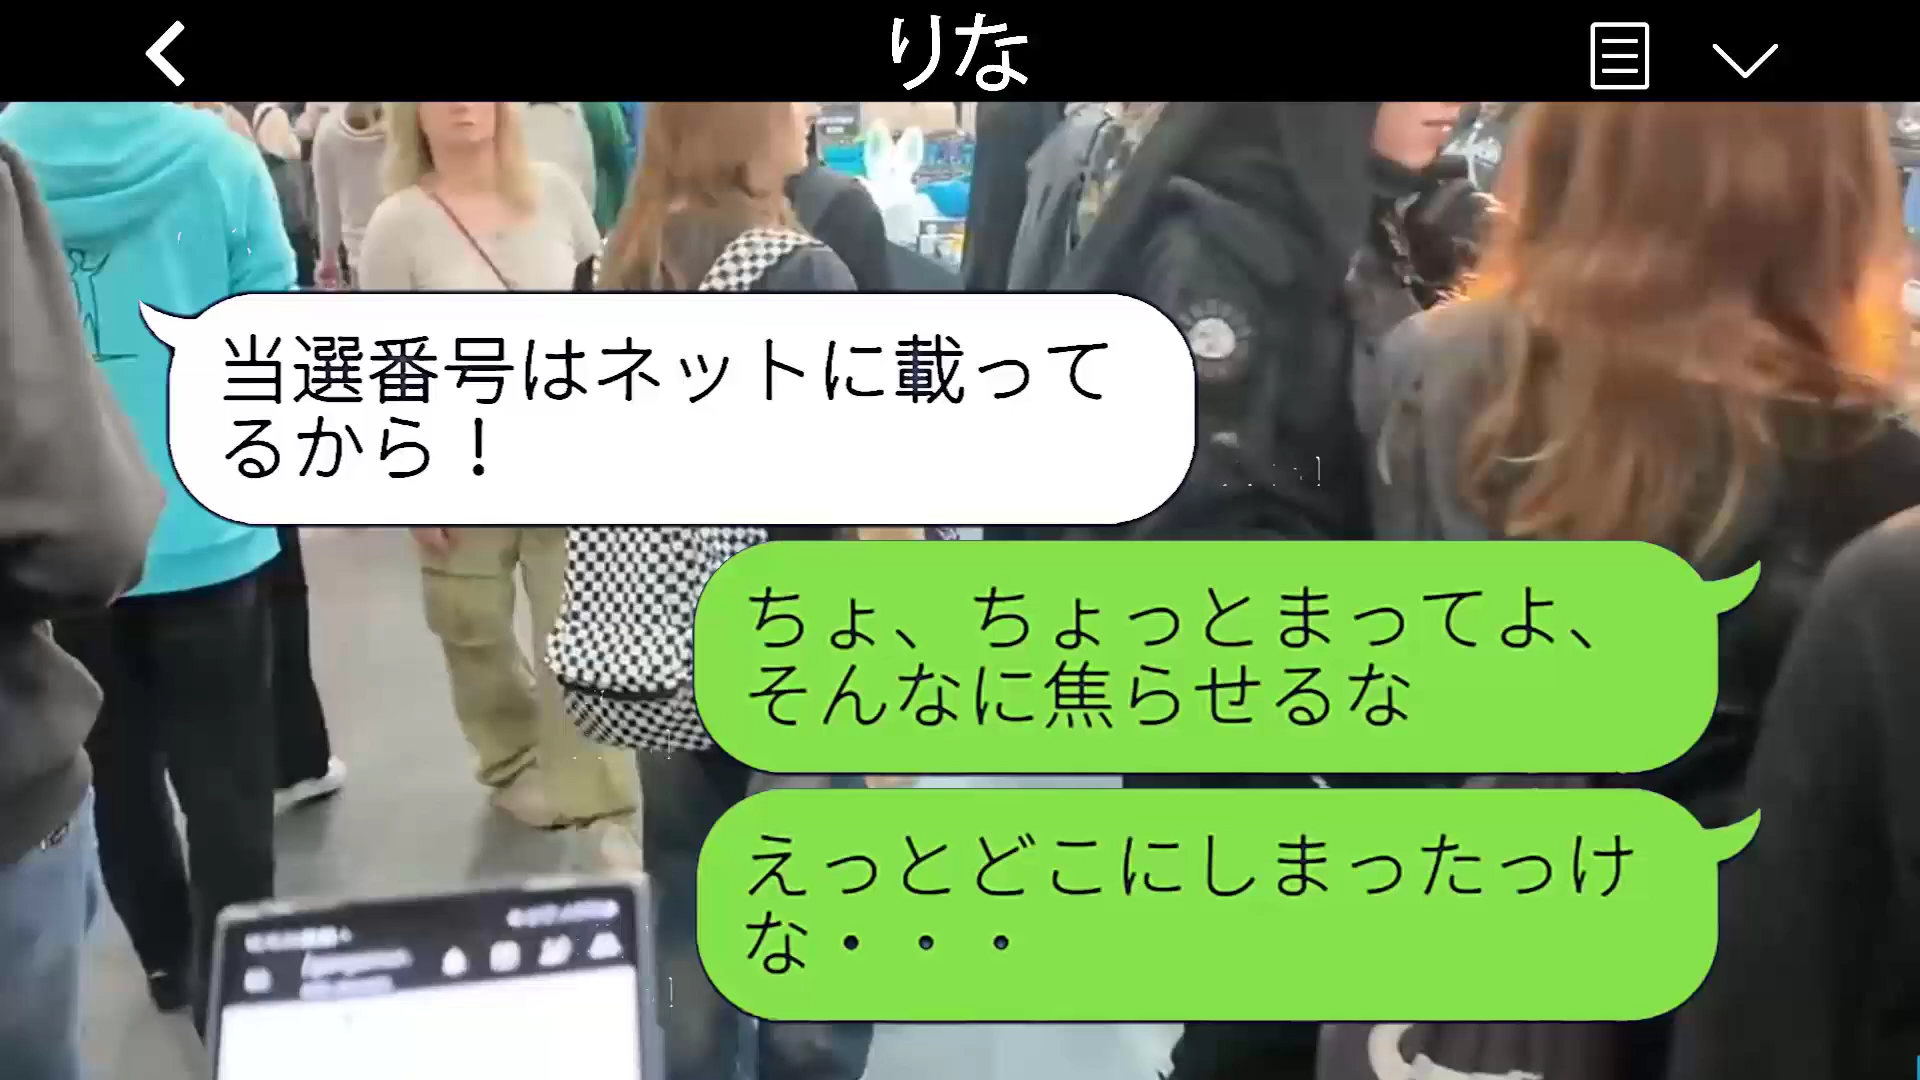 りな
当選番号はネットに載って
るから！
ちょ、ちょっとまってよ、
そんなに焦らせるな
えっとどこにしまったっけ
な・・・